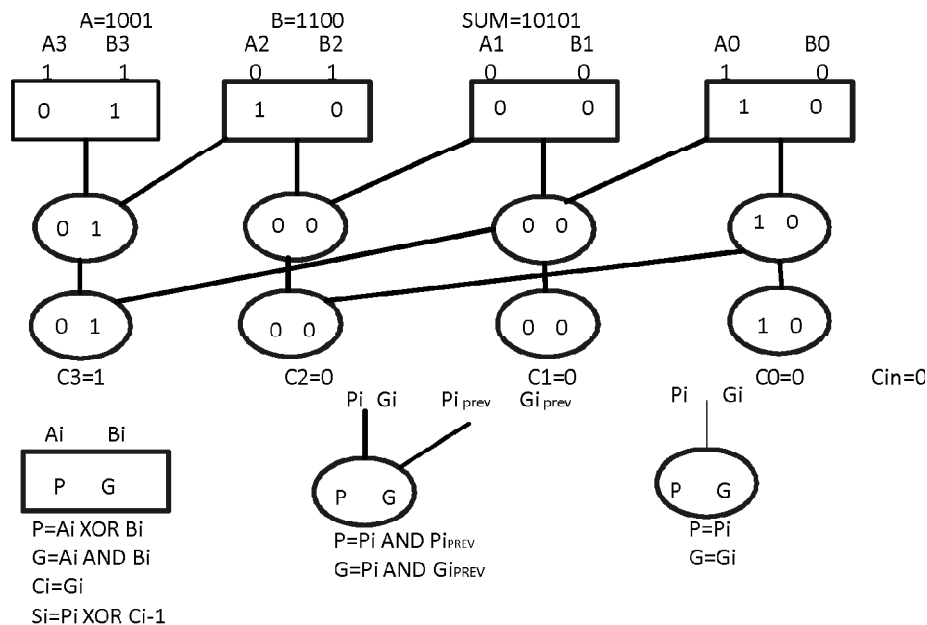 A=1001 B=1100 SUM=10101
A3 B3 A2 B2 A1 B1 A0 B0
1 1 0 1 0 0 1 0
0 1 1 0 0 0 1 0
0 1 0 0 0 0 1 0
0 1 0 0 0 0 1 0
C3=1 C2=0 C1=0 C0=0 Cin=0
Pi Gi Pi prev Gi prev Pi Gi
Ai Bi
P G P G P G
P=Ai XOR Bi
G=Ai AND Bi
Ci=Gi
Si=Pi XOR Ci-1
P=Pi AND PiPREV
G=Pi AND GiPREV
P=Pi
G=Gi